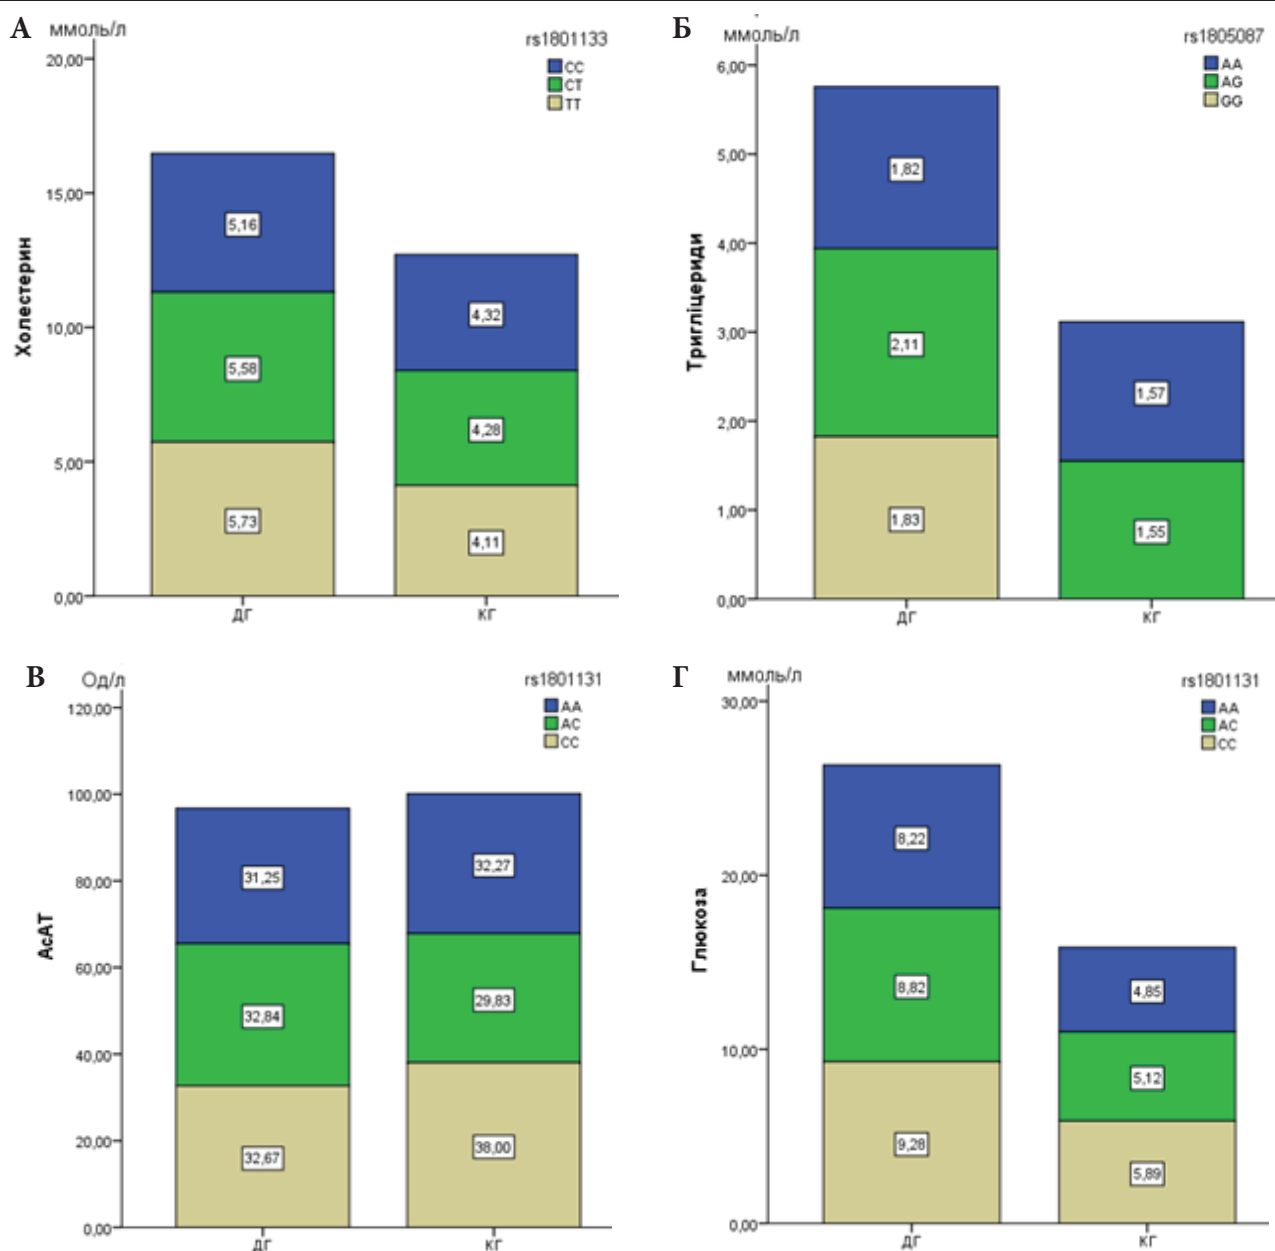 А
ммоль/л
rs1801133
CC
CT
TT
20,00
15,00
10,00
5,00
0,00
Холестерин
5,16
5,58
5,73
4,32
4,28
4,11
ДГ
КГ
Б
ммоль/л
rs1805087
AA
AG
GG
6,00
5,00
4,00
3,00
2,00
1,00
0,00
Тригліцериди
1,82
2,11
1,83
1,57
1,55
ДГ
КГ
В
Од/л
rs1801131
AA
AC
CC
120,00
100,00
80,00
60,00
40,00
20,00
0,00
АсАТ
31,25
32,84
32,67
32,27
29,83
38,00
ДГ
КГ
Г
ммоль/л
rs1801131
AA
AC
CC
30,00
20,00
10,00
0,00
Глюкоза
8,22
8,82
9,28
4,85
5,12
5,89
ДГ
КГ